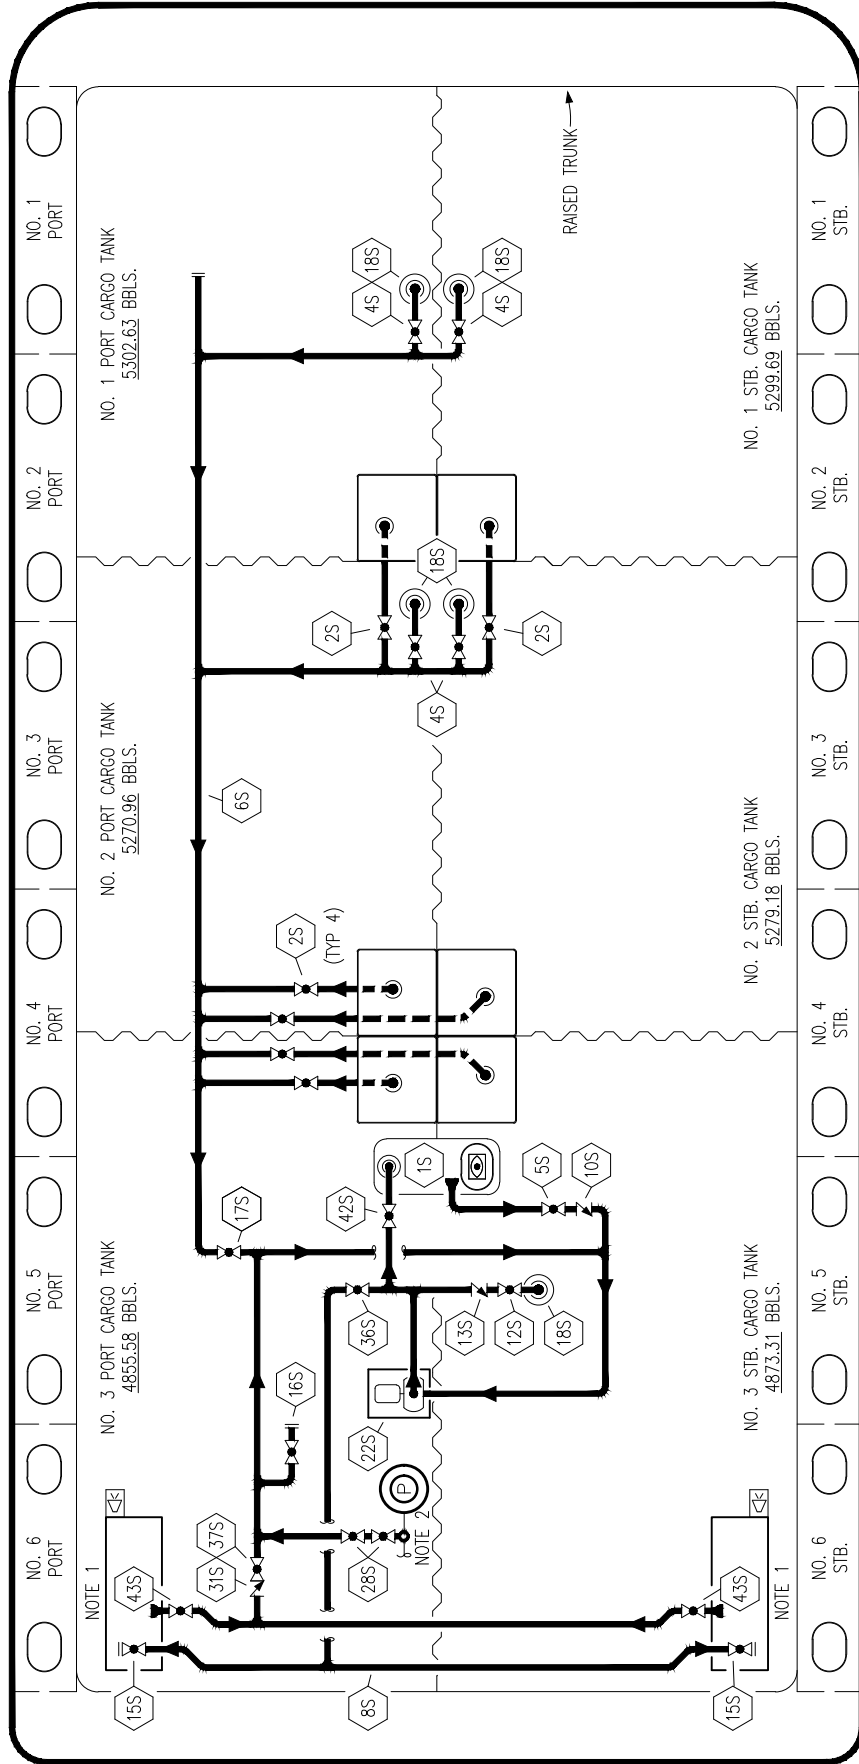 NO. 1
PORT
NO. 2
PORT
NO. 3
PORT
NO. 4
PORT
NO. 5
PORT
NO. 6
PORT
NO. 1 PORT CARGO TANK
5302.63 BBLS.
NO. 2 PORT CARGO TANK
5270.96 BBLS.
NO. 3 PORT CARGO TANK
4855.58 BBLS.
RAISED TRUNK
18S
4S
18S
4S
18S
2S
2S
4S
6S
2S
(TYP 4)
1S
5S
10S
42S
17S
36S
13S
12S
18S
16S
22S
P
NOTE 2
28S
37S
31S
NOTE 1
43S
15S
8S
43S
15S
NOTE 1
NO. 1 STB. CARGO TANK
5299.69 BBLS.
NO. 2 STB. CARGO TANK
5279.18 BBLS.
NO. 3 STB. CARGO TANK
4873.31 BBLS.
NO. 1
STB.
NO. 2
STB.
NO. 3
STB.
NO. 4
STB.
NO. 5
STB.
NO. 6
STB.